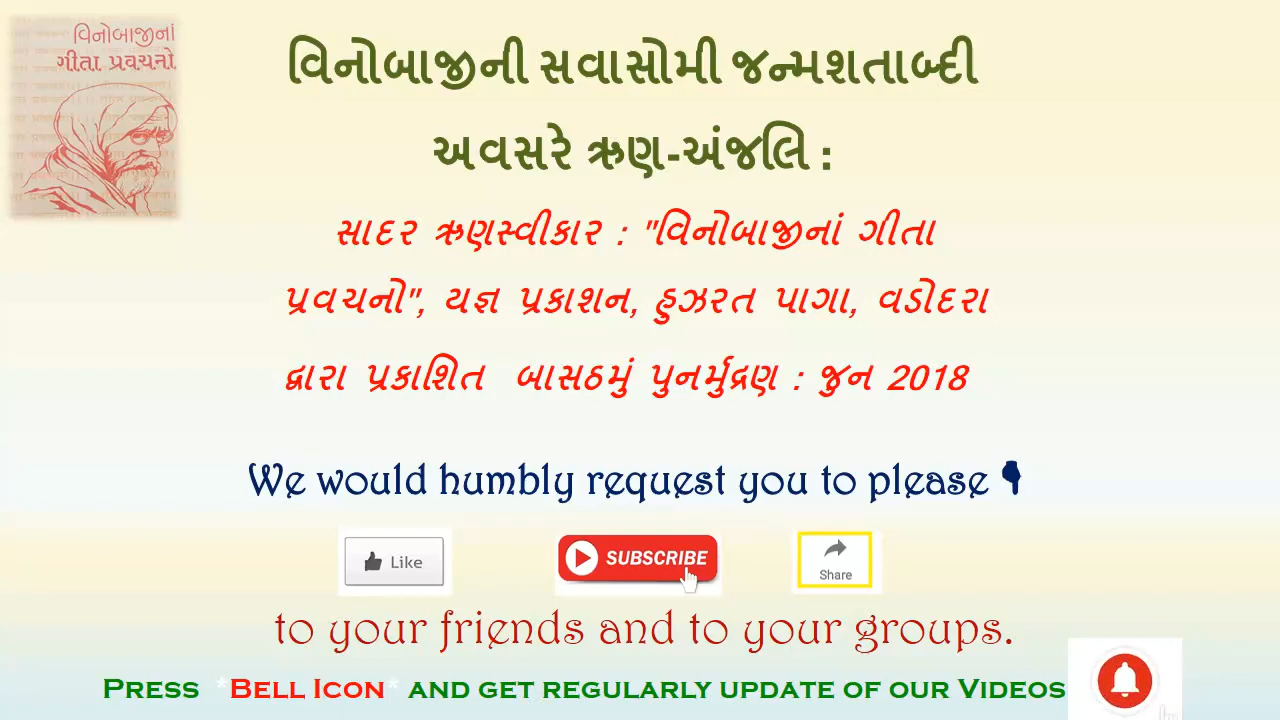 વિનોબાજીનાં
ગીતા પ્રવચનો
વિનોબાજીની સવાસોમી જન્મશતાબ્દી
અવસરે ઋણ-અંજલિ :
સાદર ઋણસ્વીકાર : "વિનોબાજીનાં ગીતા
પ્રવચનો", યજ્ઞ પ્રકાશન, હુઝરત પાગા, વડોદરા
દ્વારા પ્રકાશિત બાસઠમું પુનર્મુદ્રણ : જુન 2018
We would humbly request you to please 👇
Like SUBSCRIBE Share
to your friends and to your groups.
PRESS *BELL ICON* AND GET REGULARLY UPDATE OF OUR VIDEOS